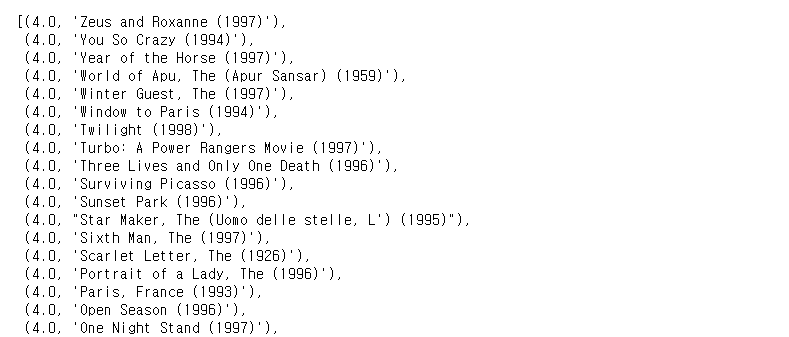 [(4.0, 'Zeus and Roxanne (1997)'),
(4.0, 'You So Crazy (1994)'),
(4.0, 'Year of the Horse (1997)'),
(4.0, 'World of Apu, The (Apur Sansar) (1959)'),
(4.0, 'Winter Guest, The (1997)'),
(4.0, 'Window to Paris (1994)'),
(4.0, 'Twilight (1998)'),
(4.0, 'Turbo: A Power Rangers Movie (1997)'),
(4.0, 'Three Lives and Only One Death (1996)'),
(4.0, 'Surviving Picasso (1996)'),
(4.0, 'Sunset Park (1996)'),
(4.0, "Star Maker, The (Uomo delle stelle, L') (1995)"),
(4.0, 'Sixth Man, The (1997)'),
(4.0, 'Scarlet Letter, The (1926)'),
(4.0, 'Portrait of a Lady, The (1996)'),
(4.0, 'Paris, France (1993)'),
(4.0, 'Open Season (1996)'),
(4.0, 'One Night Stand (1997)'),